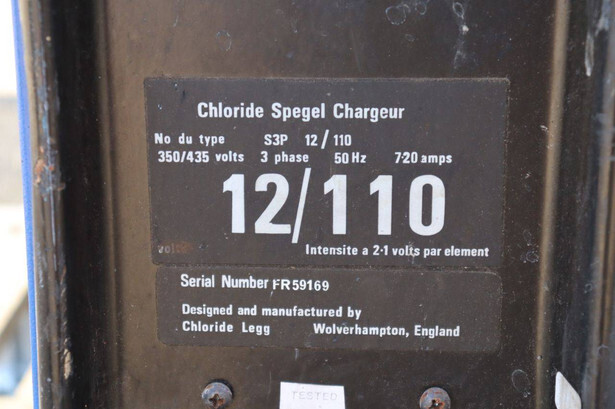 Chloride Spegel Chargeur
No du type S3P 12/110
350/435 volts 3 phase 50 Hz 7·20 amps
12/110
volts Intensite a 2·1 volts par element
Serial Number FR59169
Designed and manufactured by
Chloride Legg Wolverhampton, England
TESTED